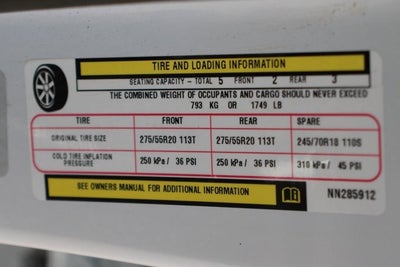 TIRE AND LOADING INFORMATION
SEATING CAPACITY - TOTAL 5 FRONT 2 REAR 3
THE COMBINED WEIGHT OF OCCUPANTS AND CARGO SHOULD NEVER EXCEED
793 KG OR 1749 LB
TIRE FRONT REAR SPARE
ORIGINAL TIRE SIZE 275/55R20 113T 275/55R20 113T 245/70R18 110S
COLD TIRE INFLATION PRESSURE 250 kPa/ 36 PSI 250 kPa/ 36 PSI 310 kPa/ 45 PSI
SEE OWNERS MANUAL FOR ADDITIONAL INFORMATION
NN285912